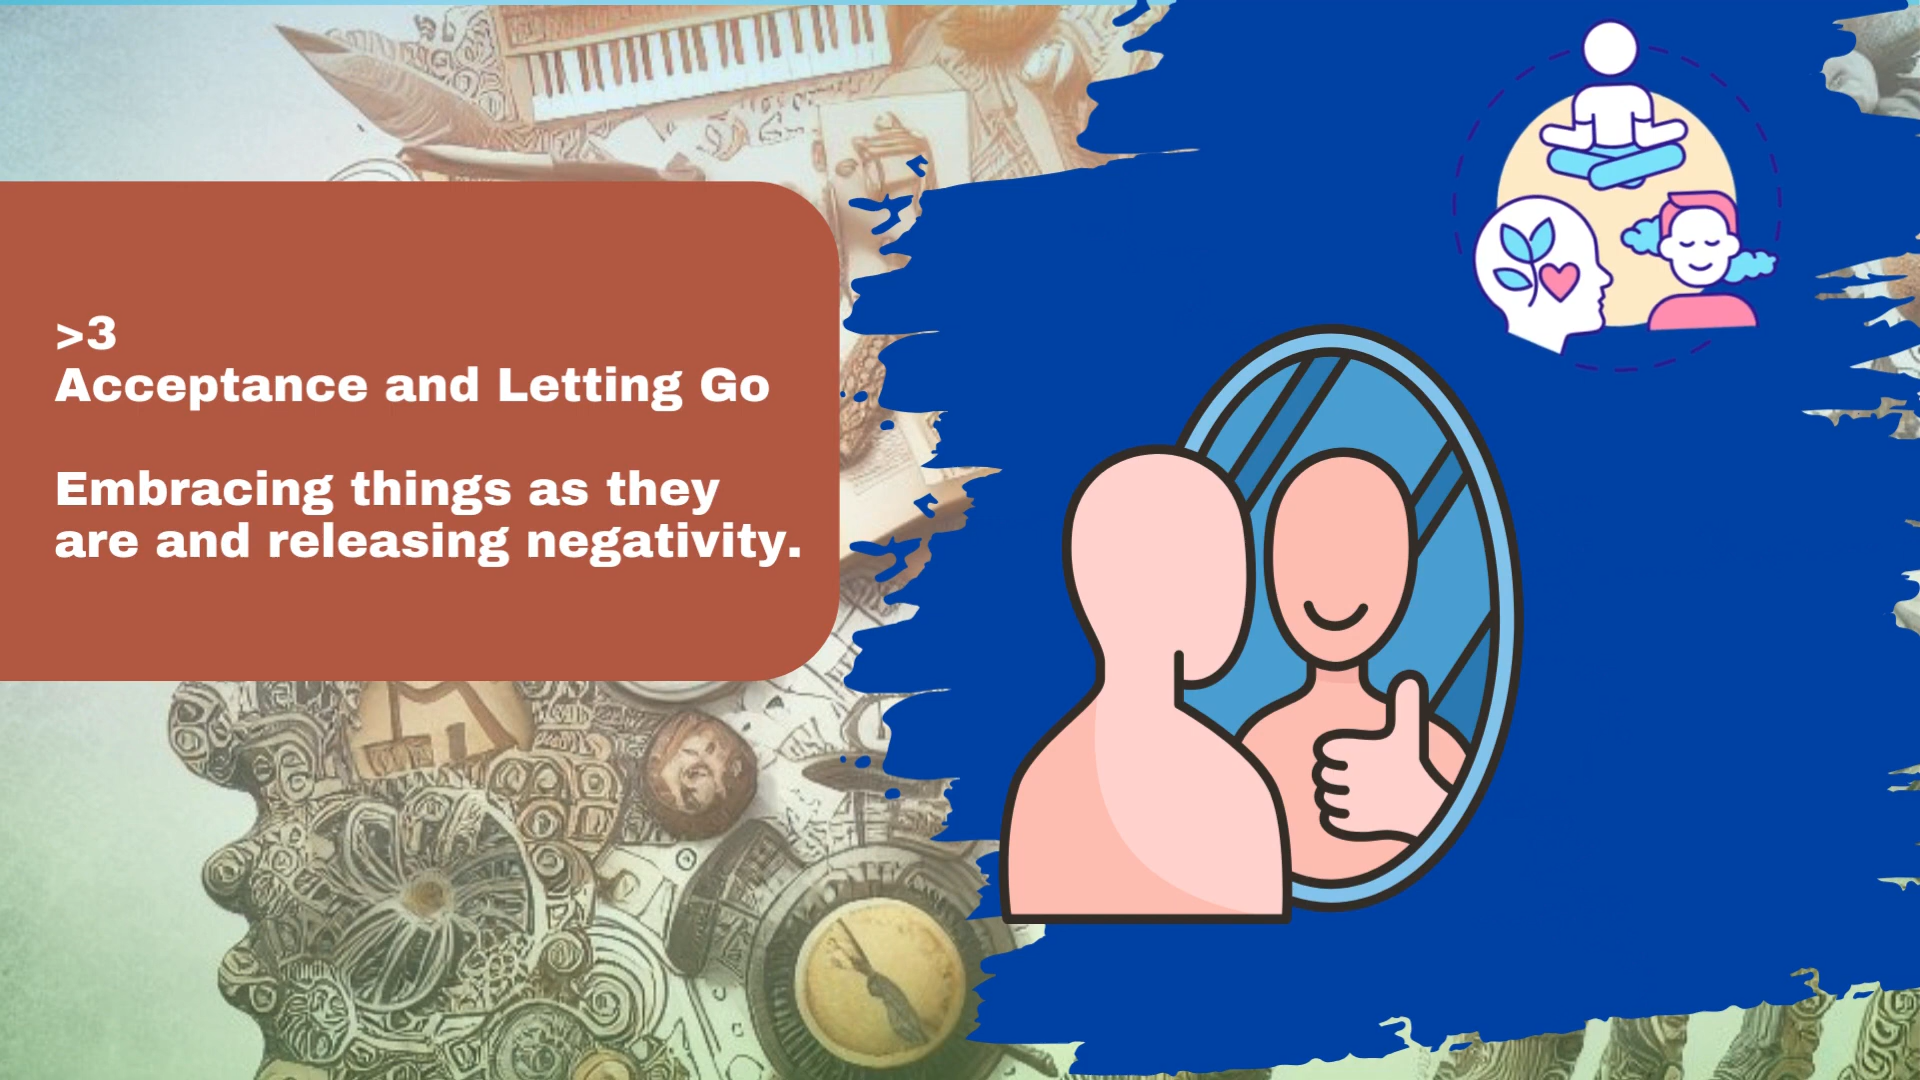 >3
Acceptance and Letting Go
Embracing things as they
are and releasing negativity.